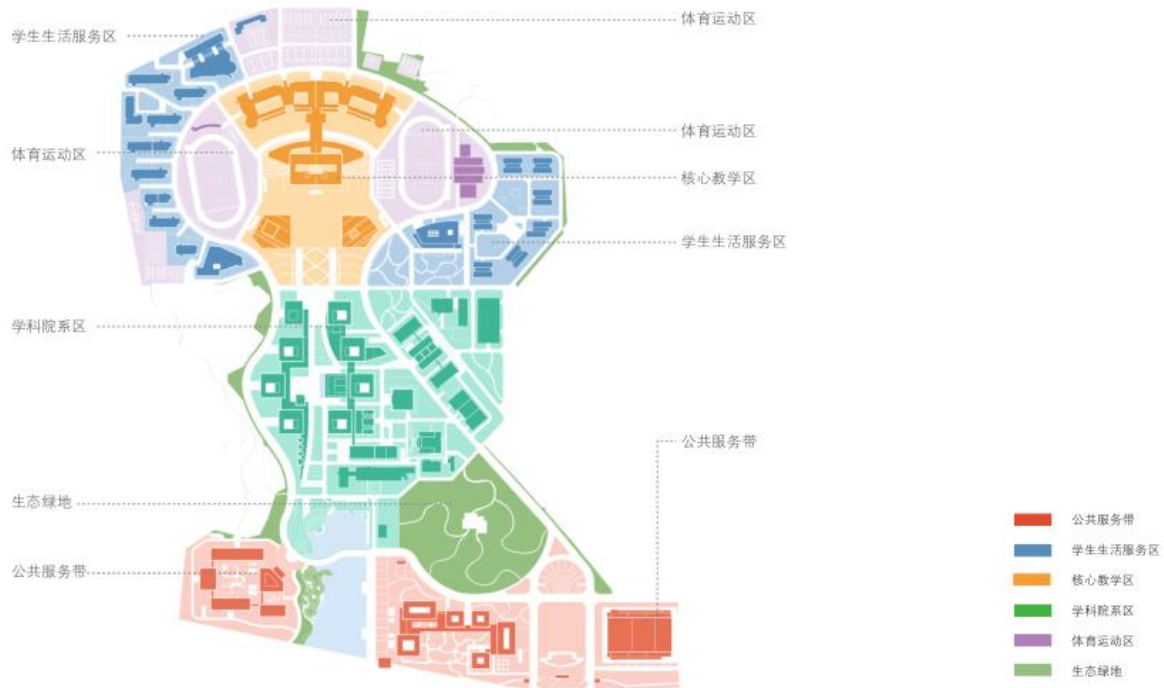 体育运动区
学生生活服务区
体育运动区
体育运动区
核心教学区
学生生活服务区
学科院系区
公共服务带
生态绿地
公共服务带
公共服务带
学生生活服务区
核心教学区
学科院系区
体育运动区
生态绿地